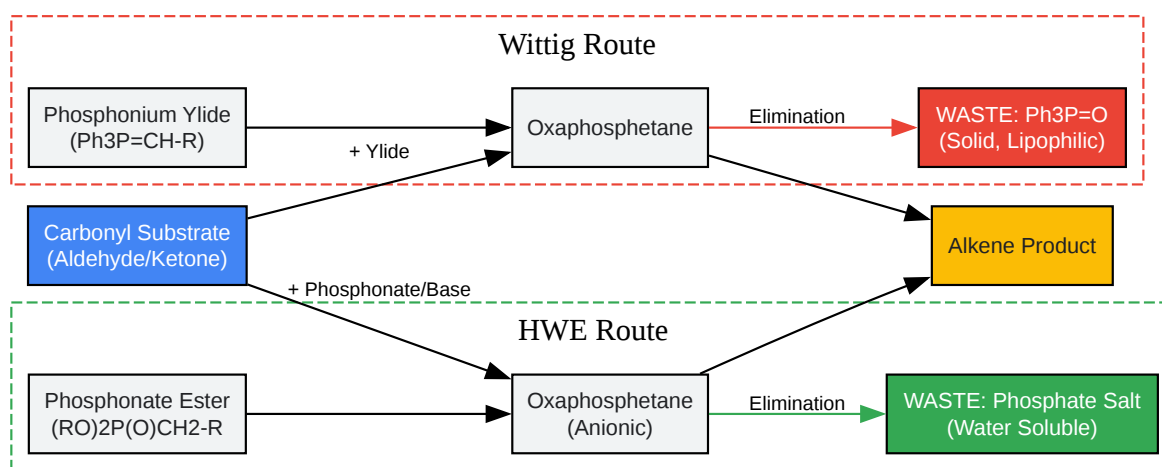 Wittig Route
Phosphonium Ylide
(Ph3P=CH-R)
+ Ylide
Oxaphosphetane
Elimination
WASTE: Ph3P=O
(Solid, Lipophilic)
Carbonyl Substrate
(Aldehyde/Ketone)
Alkene Product
+ Phosphonate/Base
HWE Route
Phosphonate Ester
(RO)2P(O)CH2-R
Oxaphosphetane
(Anionic)
Elimination
WASTE: Phosphate Salt
(Water Soluble)